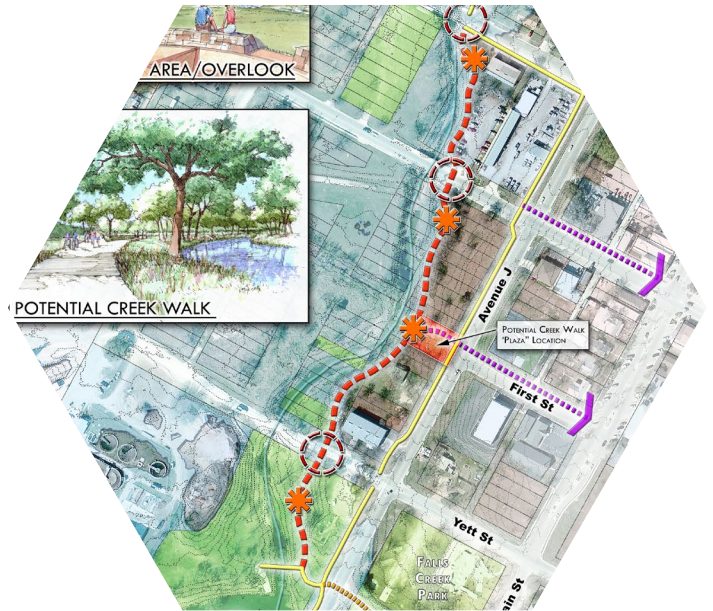 AREA/OVERLOOK
POTENTIAL CREEK WALK
Avenue J
POTENTIAL CREEK WALK
"PLAZA" LOCATION
First St
Yett St
FALLS
CREEK
PARK
St